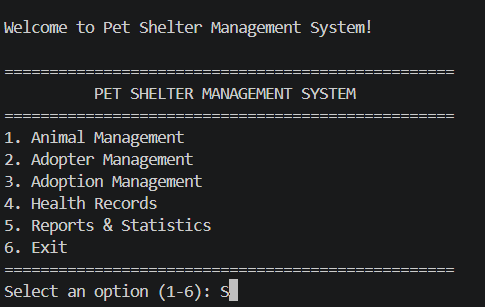 Welcome to Pet Shelter Management System!
==================================================
PET SHELTER MANAGEMENT SYSTEM
==================================================
1. Animal Management
2. Adopter Management
3. Adoption Management
4. Health Records
5. Reports & Statistics
6. Exit
==================================================
Select an option (1-6): S